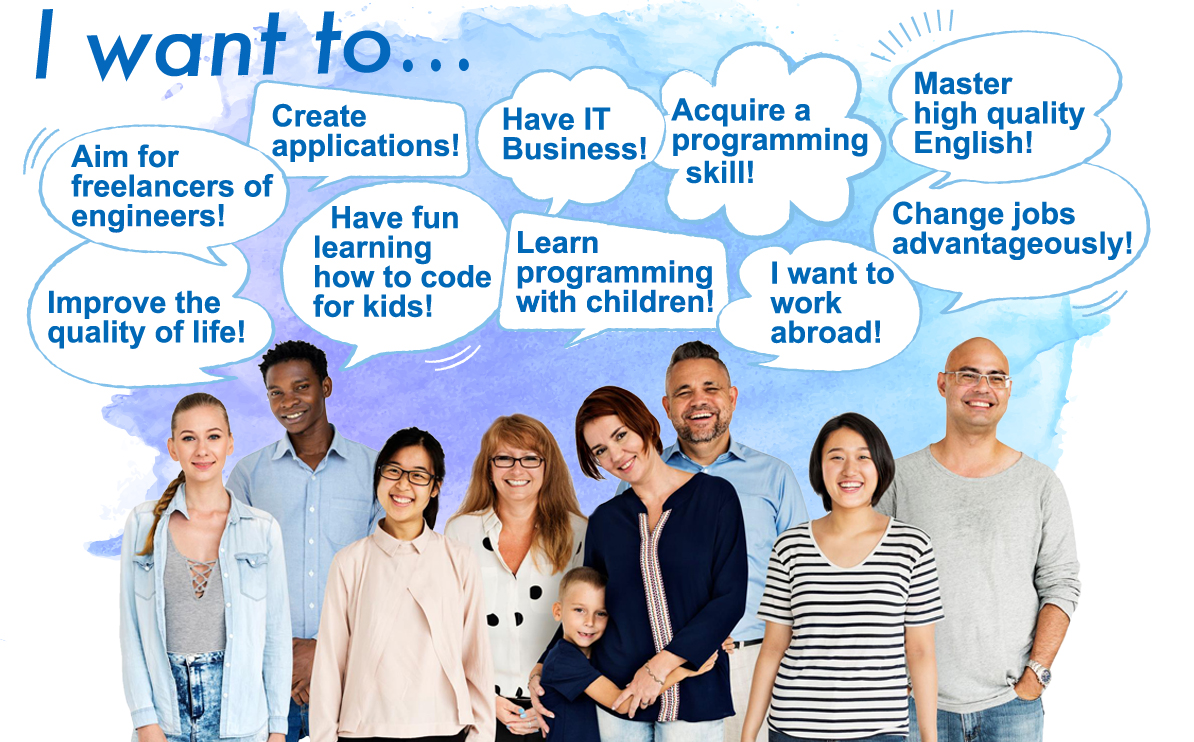 I want to...
Aim for
freelancers of
engineers!
Create
applications!
Have IT
Business!
Acquire a
programming
skill!
Master
high quality
English!
Improve the
quality of life!
Have fun
learning
how to code
for kids!
Learn
programming
with children!
I want to
work
abroad!
Change jobs
advantageously!